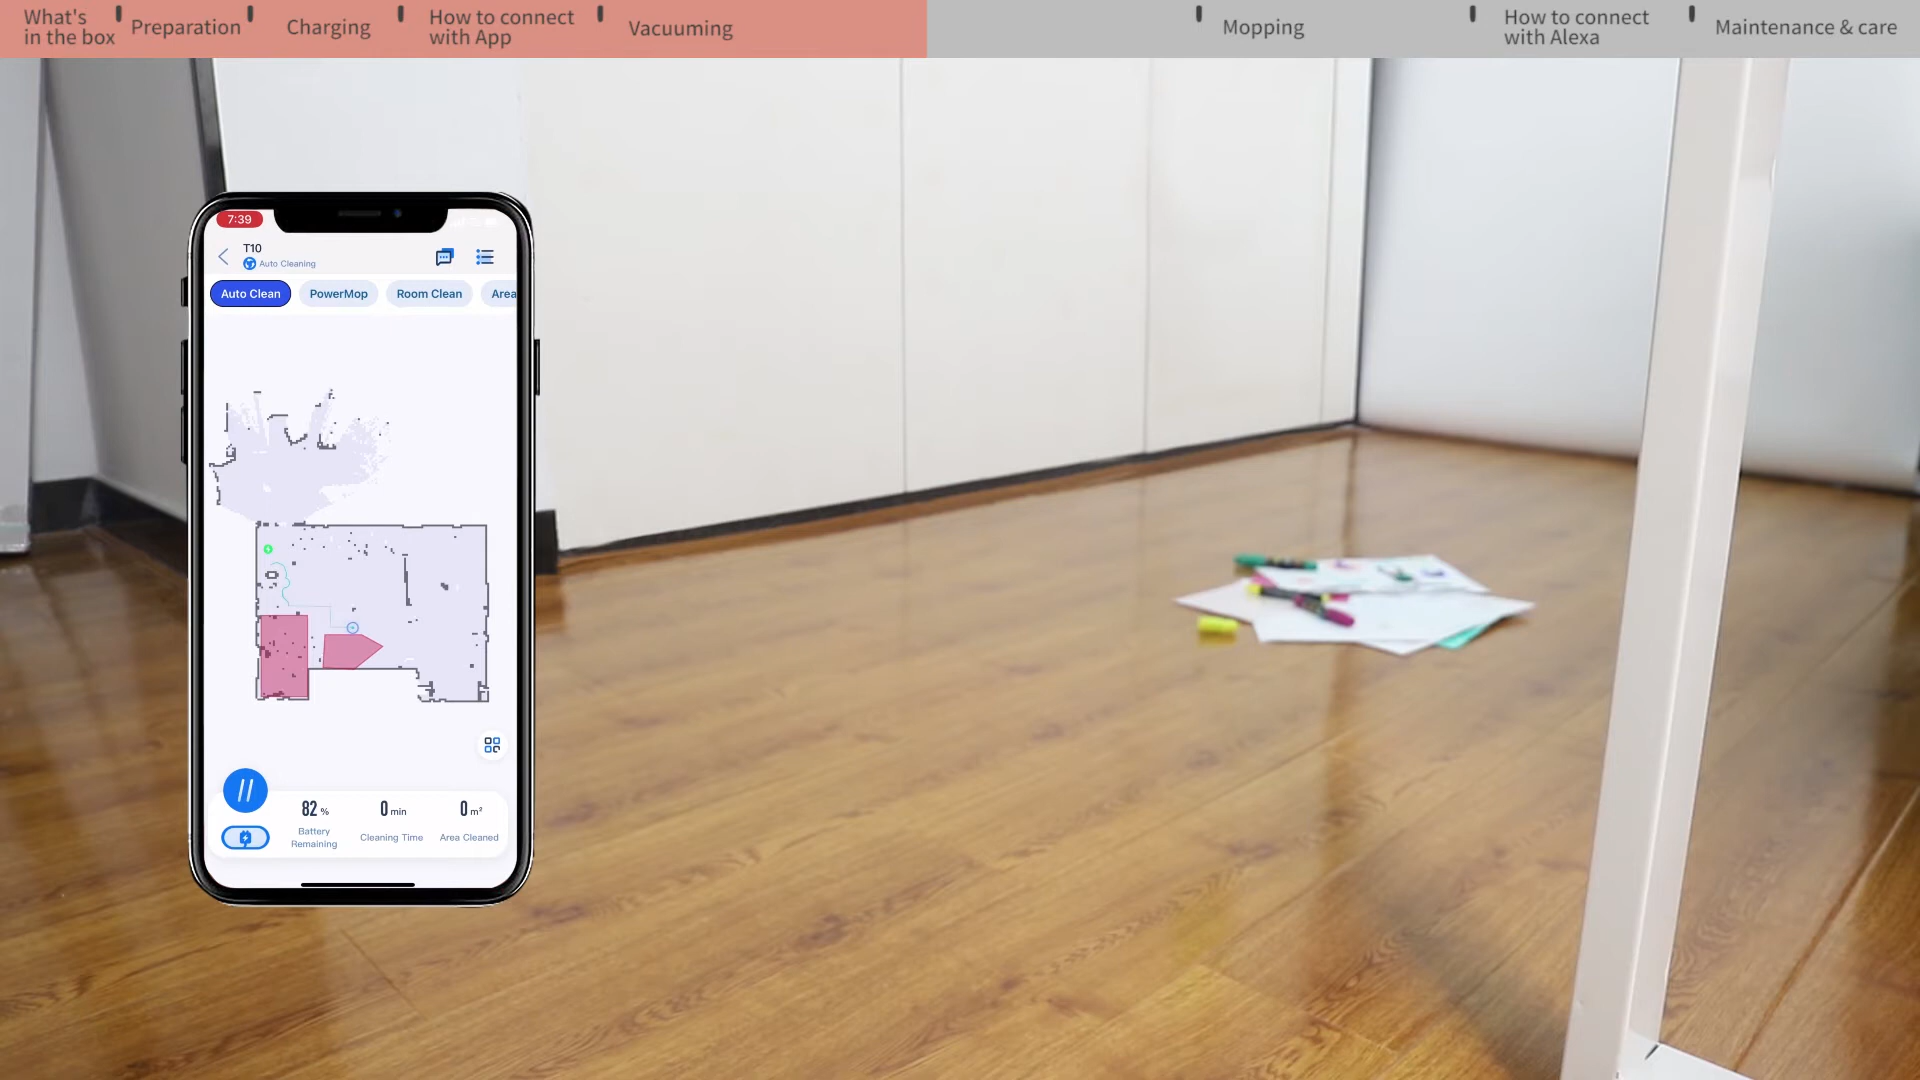 What's
in the box
Preparation
Charging
How to connect
with App
Vacuuming
Mopping
How to connect
with Alexa
Maintenance & care
7:39
T10
Auto Cleaning
Auto Clean
PowerMop
Room Clean
Area
82 %
0 min
0 m²
Battery
Remaining
Cleaning Time
Area Cleaned